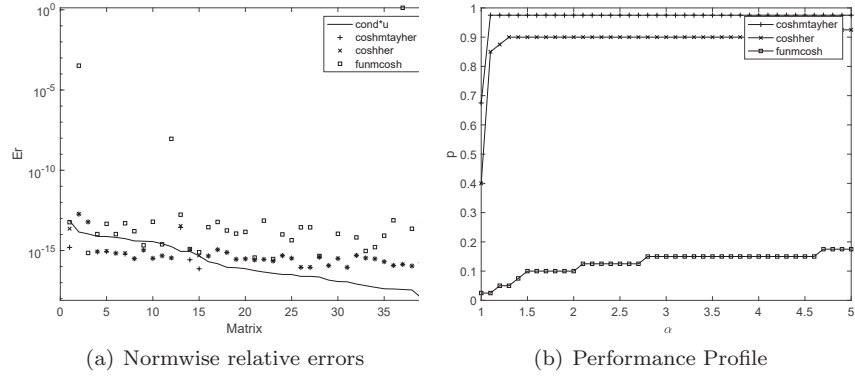 10^0
10^-5
10^-10
10^-15
Er
0 5 10 15 20 25 30 35
Matrix
cond*u
coshmtayher
coshher
funmcosh
(a) Normwise relative errors
1
0.9
0.8
0.7
0.6
0.5
0.4
0.3
0.2
0.1
0
p
1 1.5 2 2.5 3 3.5 4 4.5 5
α
coshmtayher
coshher
funmcosh
(b) Performance Profile